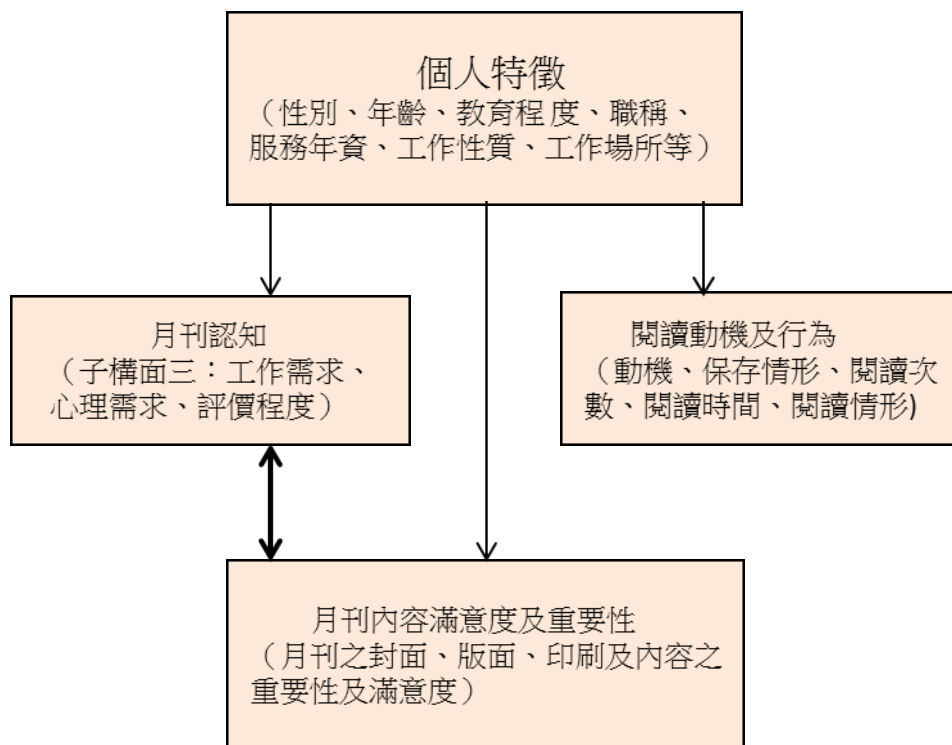 個人特徵
（性別、年齡、教育程度、職稱、
服務年資、工作性質、工作場所等）
月刊認知
（子構面三：工作需求、
心理需求、評價程度）
閱讀動機及行為
（動機、保存情形、閱讀次
數、閱讀時間、閱讀情形)
月刊內容滿意度及重要性
（月刊之封面、版面、印刷及內容之
重要性及滿意度）